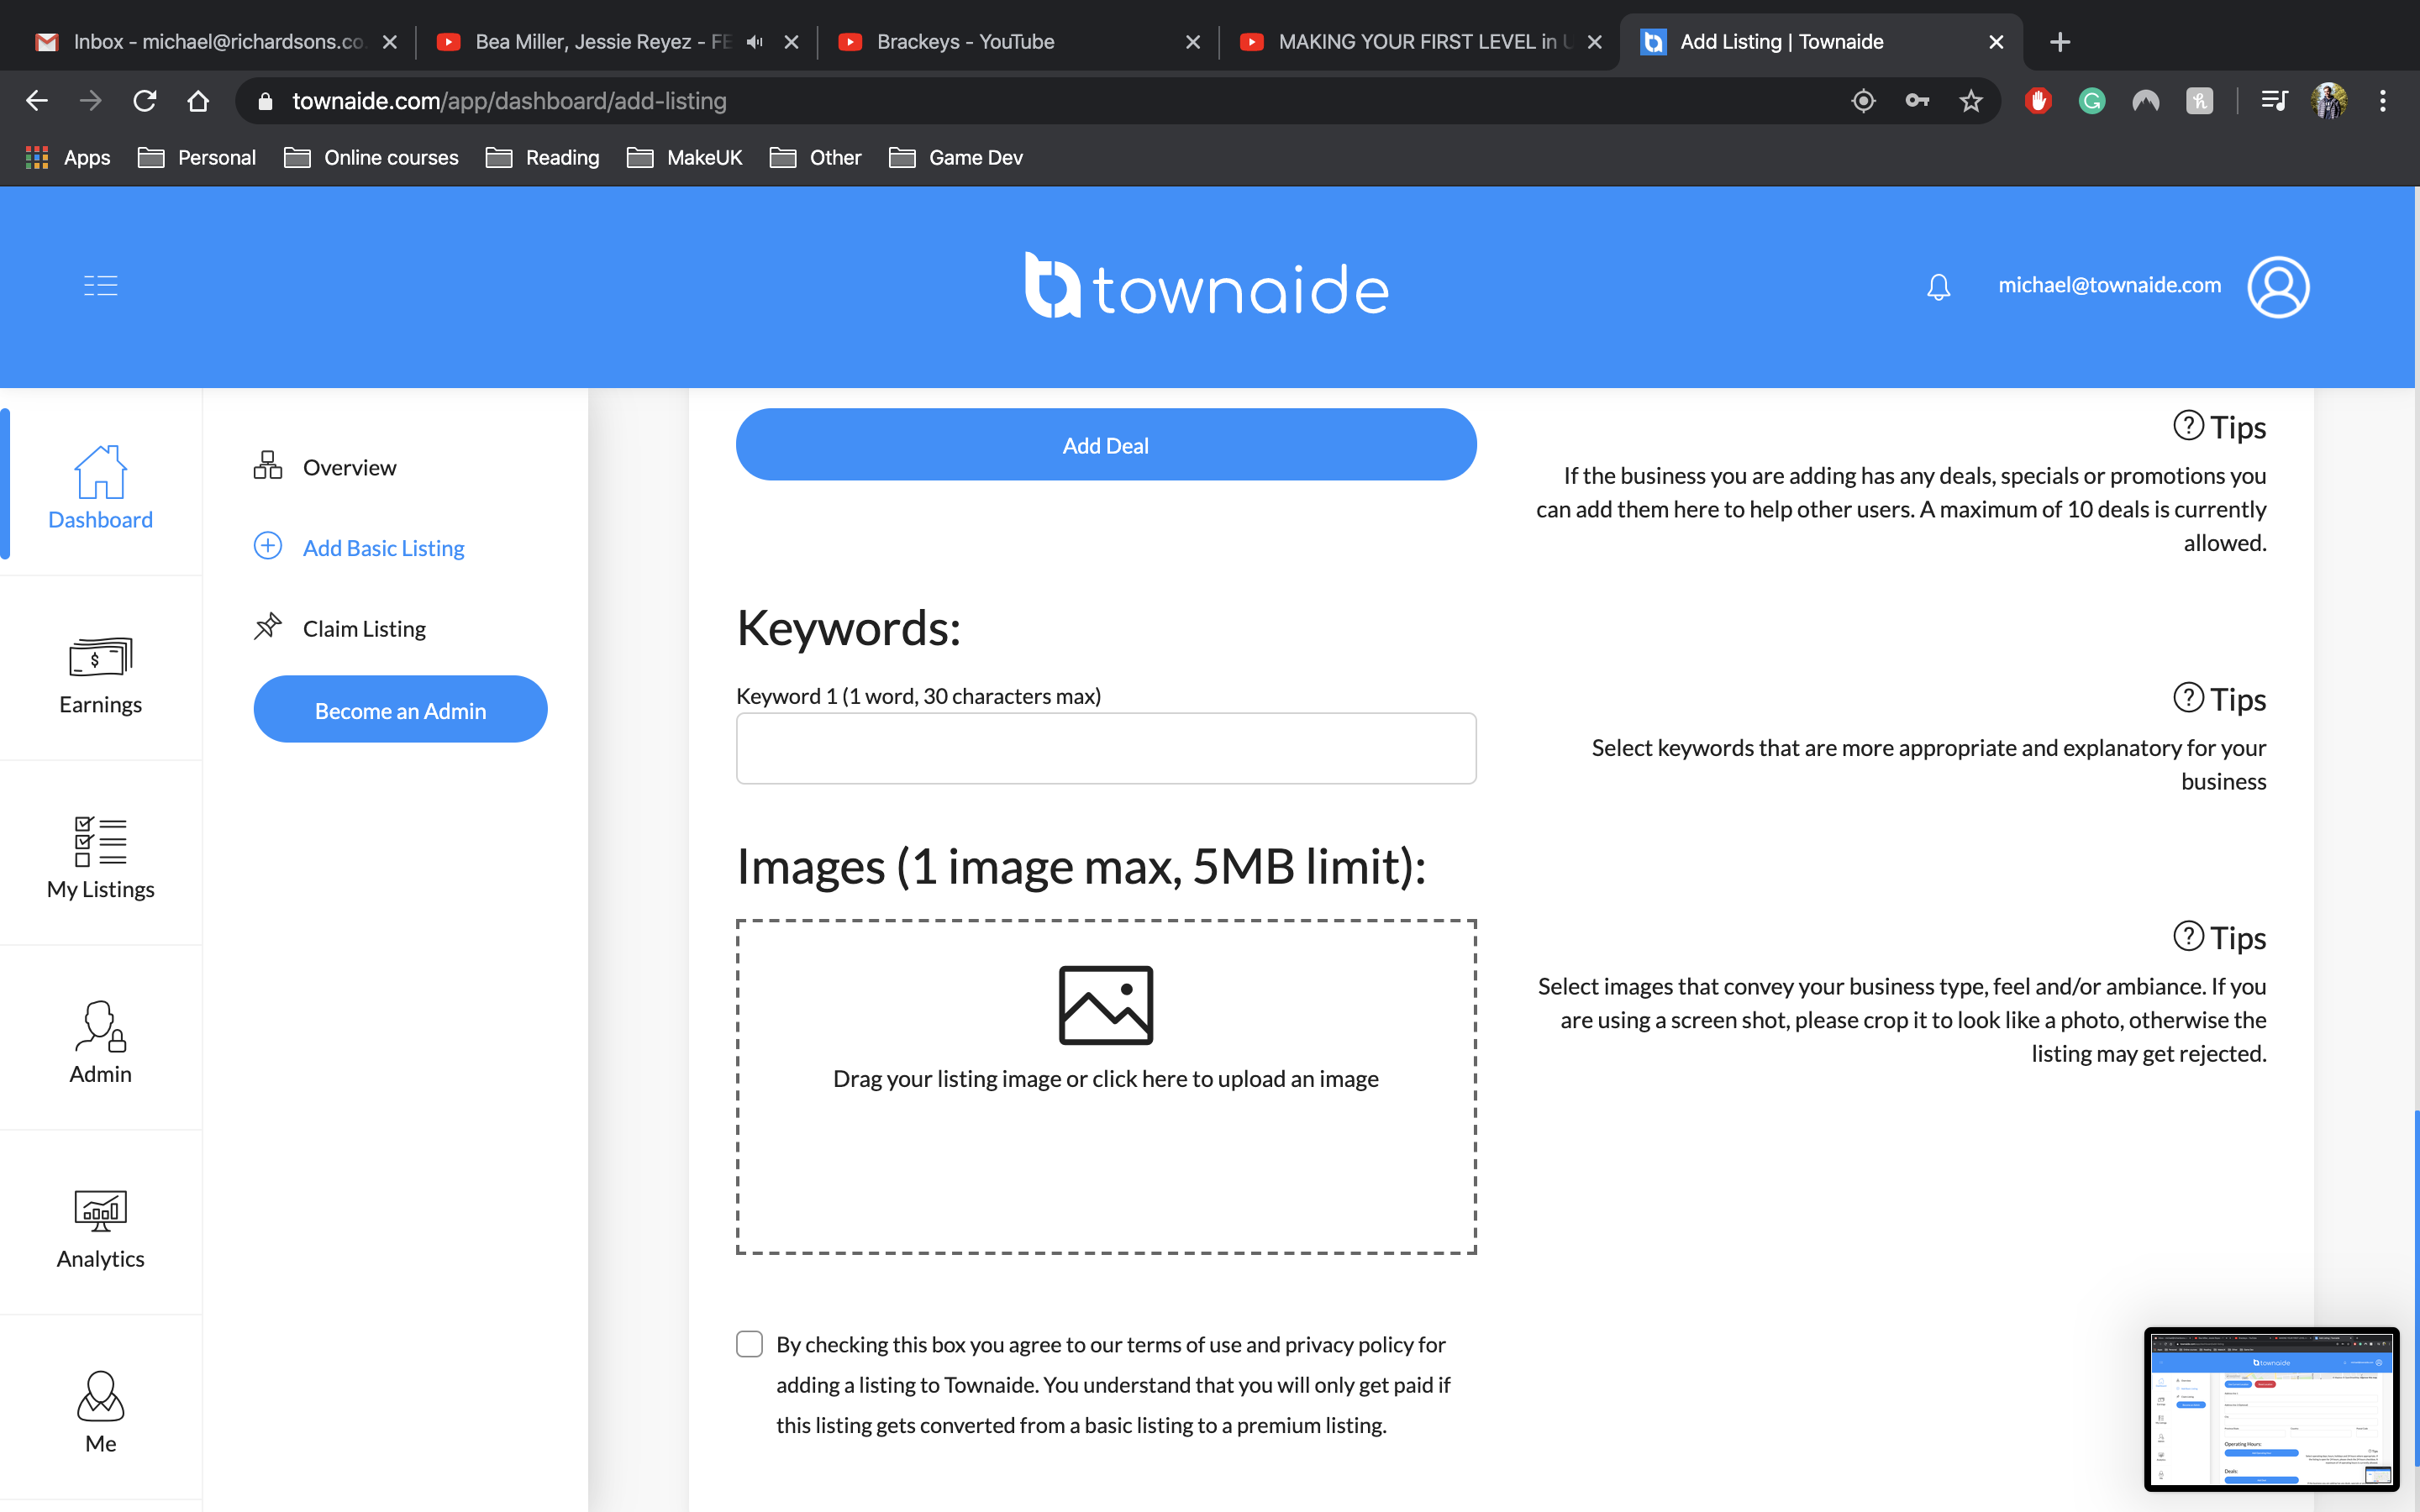 Inbox - michael@richardsons.co
Bea Miller, Jessie Reyez - FE
Brackeys - YouTube
MAKING YOUR FIRST LEVEL in U
Add Listing | Townaide
townaide.com/app/dashboard/add-listing
Apps
Personal
Online courses
Reading
MakeUK
Other
Game Dev
townaide
michael@townaide.com
Dashboard
Earnings
My Listings
Admin
Analytics
Me
Overview
Add Basic Listing
Claim Listing
Become an Admin
Add Deal
Tips
If the business you are adding has any deals, specials or promotions you
can add them here to help other users. A maximum of 10 deals is currently
allowed.
Keywords:
Keyword 1 (1 word, 30 characters max)
Tips
Select keywords that are more appropriate and explanatory for your
business
Images (1 image max, 5MB limit):
Drag your listing image or click here to upload an image
Tips
Select images that convey your business type, feel and/or ambiance. If you
are using a screen shot, please crop it to look like a photo, otherwise the
listing may get rejected.
By checking this box you agree to our terms of use and privacy policy for
adding a listing to Townaide. You understand that you will only get paid if
this listing gets converted from a basic listing to a premium listing.
townaide
Operating Hours:
Deals: